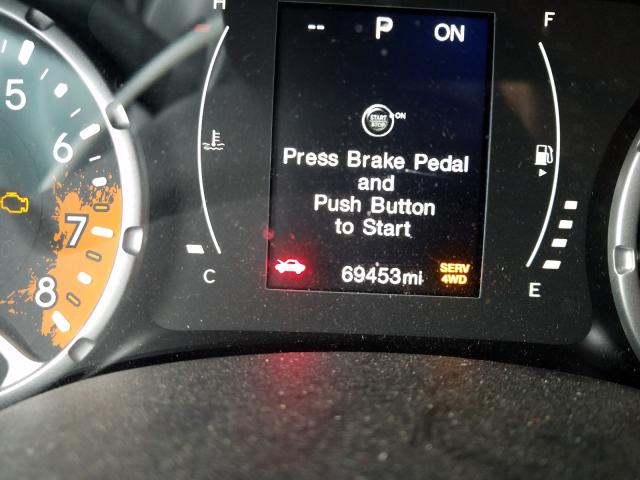 H
F
-- P ON
START
STOP
ON
5
6
7
8
Press Brake Pedal
and
Push Button
to Start
69453mi
SERV
4WD
C
E